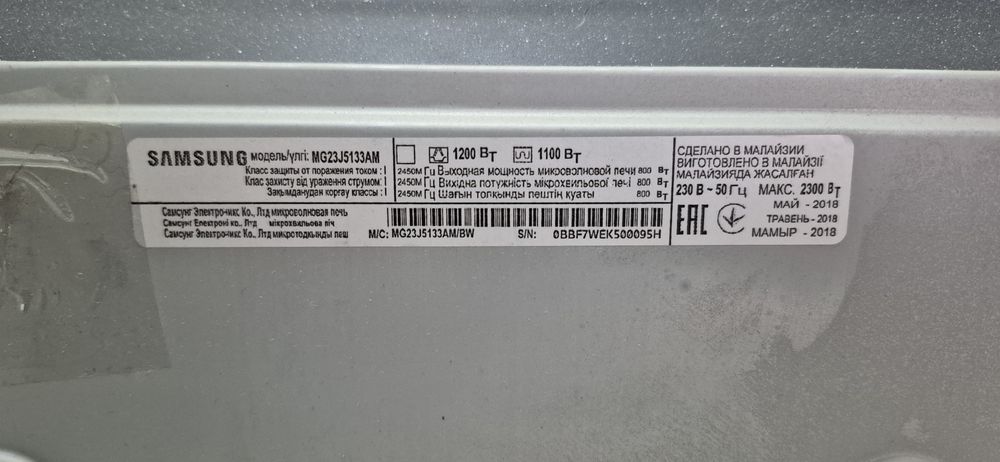 SAMSUNG модель/үлгі: MG23J5133AM
Класс защиты от поражения током : I
Клас захисту від ураження струмом: I
Зақымданудан қорғау классы : I
1200 Вт 1100 Вт
2450М Гц Выходная мощность микроволновой печи 800 Вт
2450М Гц Вихідна потужність мікрохвильової печі 800 Вт
2450М Гц Шағын толқынды пештің қуаты 800 Вт
Самсунг Электроникс Ко., Лтд микроволновая печь
Самсунг Електроні кс Ко., Лтд мікрохвильова піч
Самсунг Электроникс Ко., Лтд микротолқынды пеш
M/C: MG23J5133AM/BW S/N: 0BBF7WEK500095H
СДЕЛАНО В МАЛАЙЗИИ
ВИГОТОВЛЕНО В МАЛАЙЗІЇ
МАЛАЙЗИЯДА ЖАСАЛҒАН
230 В ~ 50 Гц МАКС. 2300 Вт
EAC
МАЙ - 2018
ТРАВЕНЬ - 2018
МАМЫР - 2018